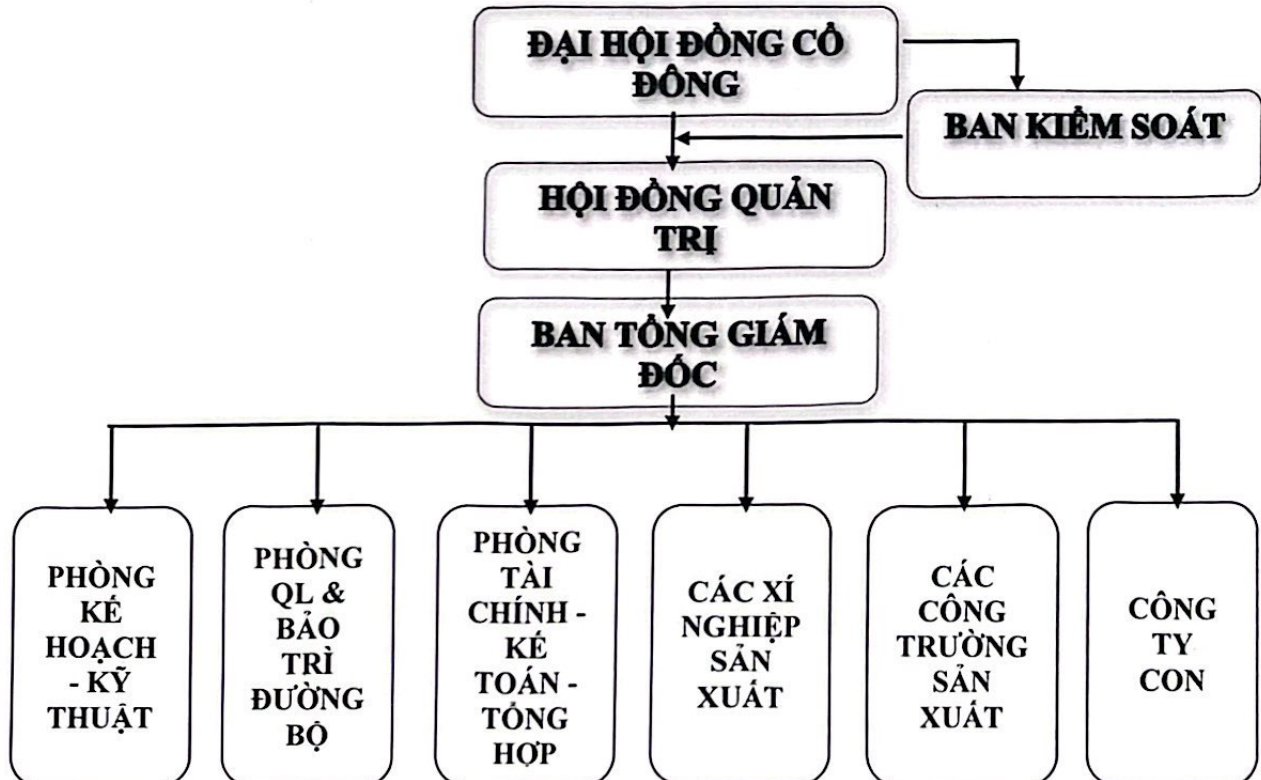 ĐẠI HỘI ĐỒNG CỔ
ĐÔNG
BAN KIỂM SOÁT
HỘI ĐỒNG QUẢN
TRỊ
BAN TỔNG GIÁM
ĐỐC
PHÒNG
KẾ
HOẠCH
- KỸ
THUẬT
PHÒNG
QL &
BẢO
TRÌ
ĐƯỜNG
BỘ
PHÒNG
TÀI
CHÍNH -
KẾ
TOÁN -
TỔNG
HỢP
CÁC XÍ
NGHIỆP
SẢN
XUẤT
CÁC
CÔNG
TRƯỜNG
SẢN
XUẤT
CÔNG
TY
CON